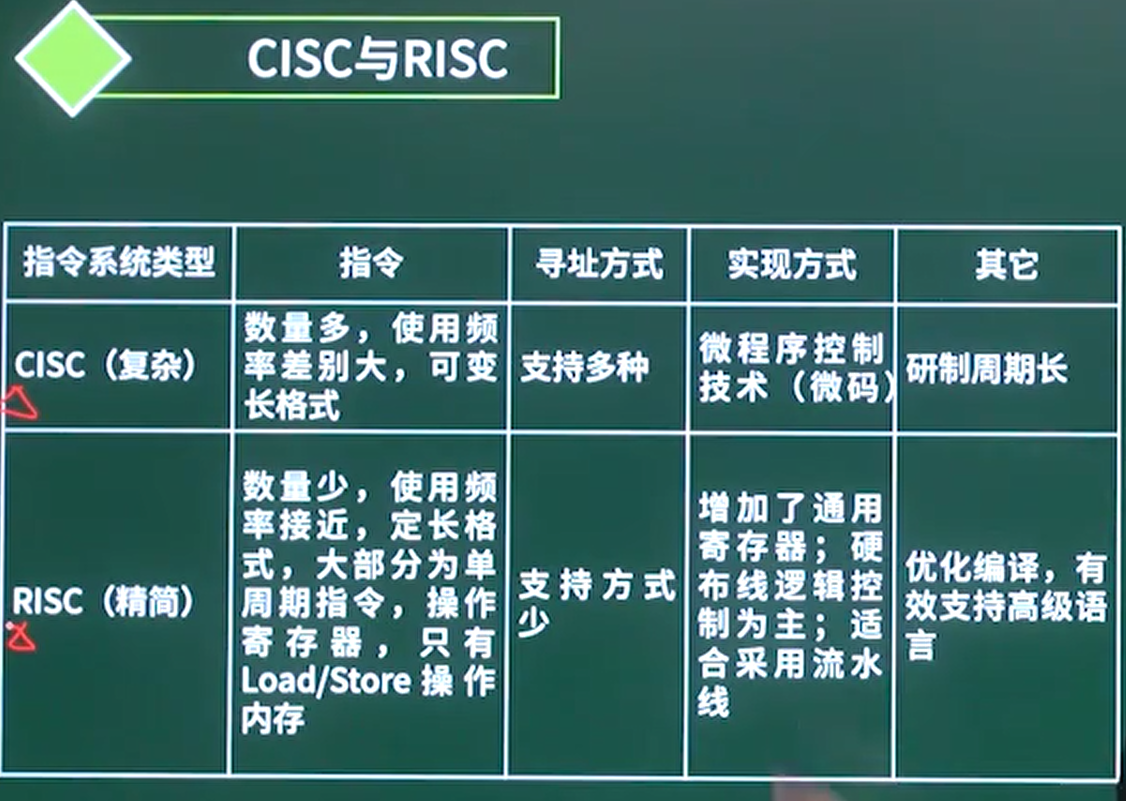 CISC与RISC
指令系统类型
指令
寻址方式
实现方式
其它
CISC（复杂）
数量多，使用频
率差别大，可变
长格式
支持多种
微程序控制
技术（微码）
研制周期长
RISC（精简）
数量少，使用频
率接近，定长格
式，大部分为单
周期指令，操作
寄存器，只有
Load/Store操作
内存
支持方式
少
增加了通用
寄存器；硬
布线逻辑控
制为主；适
合采用流水
线
优化编译，有
效支持高级语
言